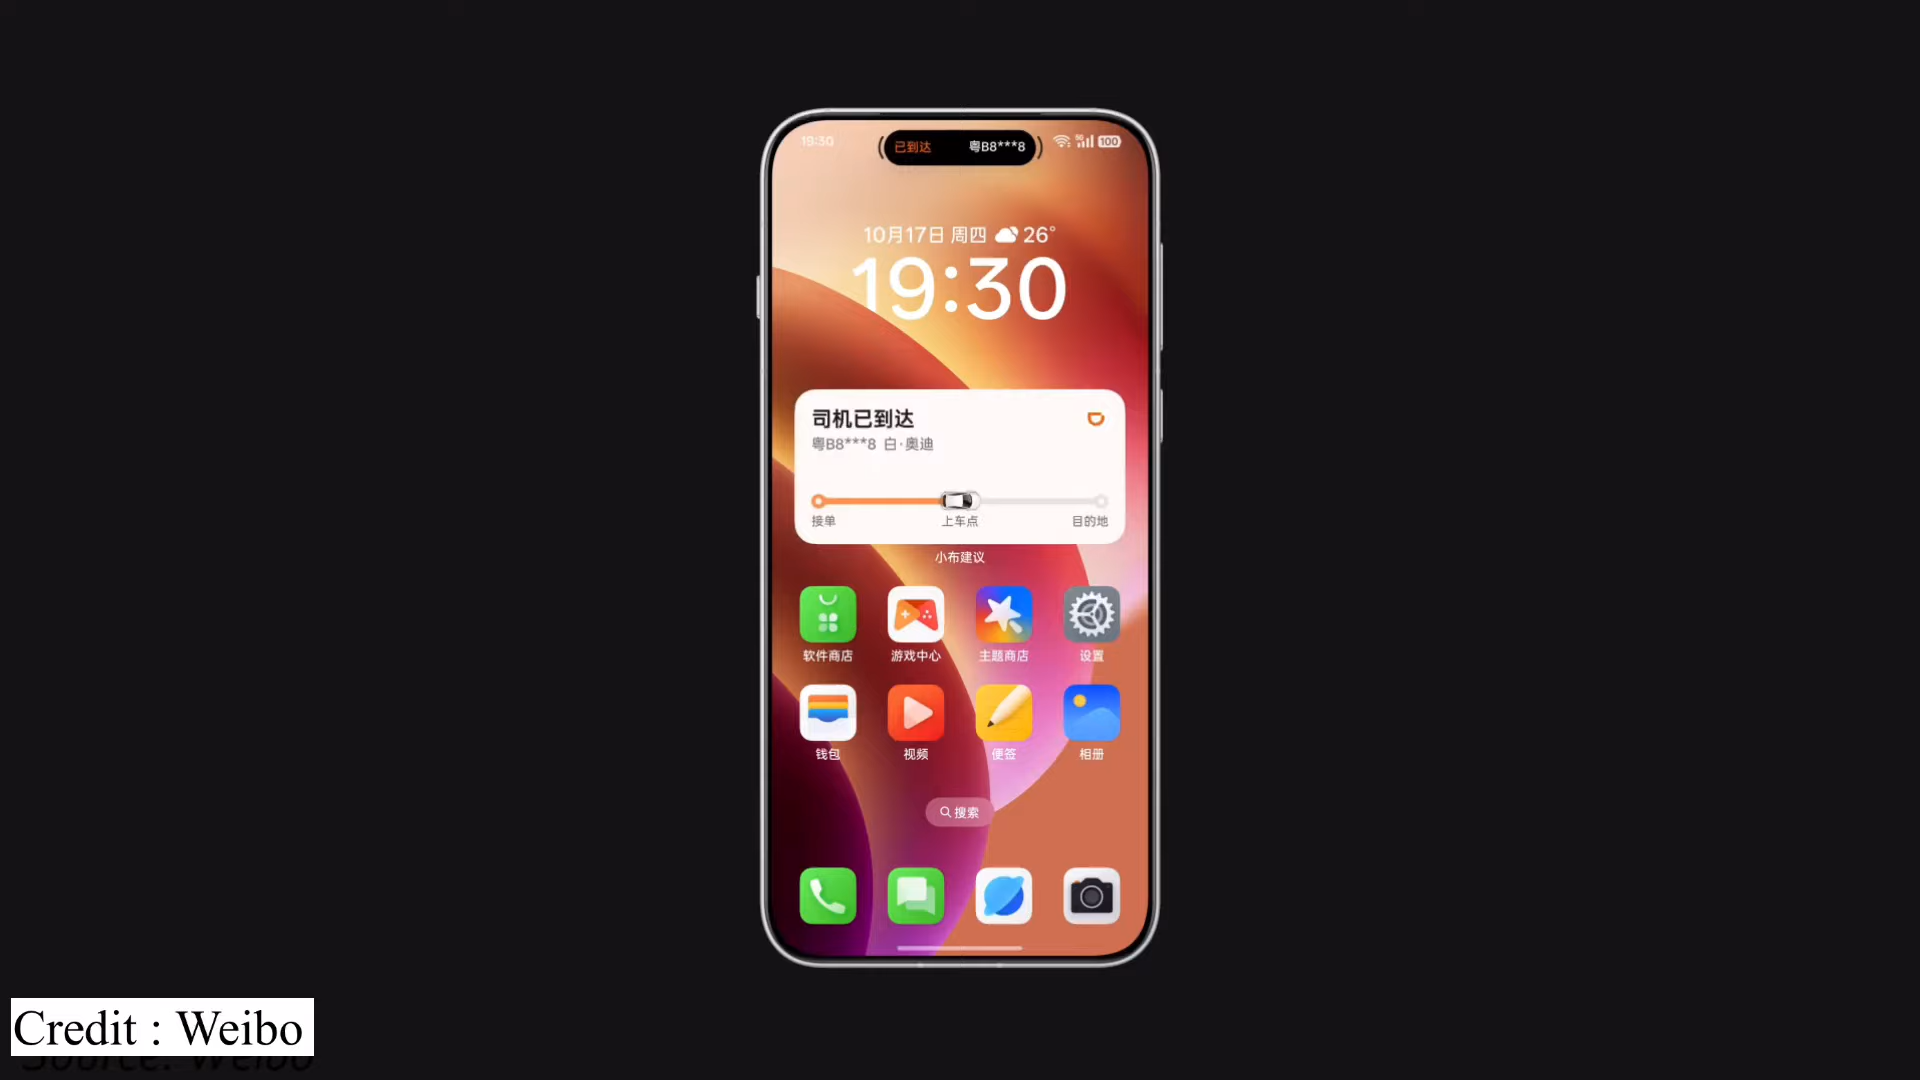 19:30
已到达 粤B8***8
5G 100
10月17日 周四 26°
19:30
司机已到达
粤B8***8 白·奥迪
接单 上车点 目的地
小布建议
软件商店 游戏中心 主题商店 设置
钱包 视频 便签 相册
搜索
Credit : Weibo
Source: Weibo